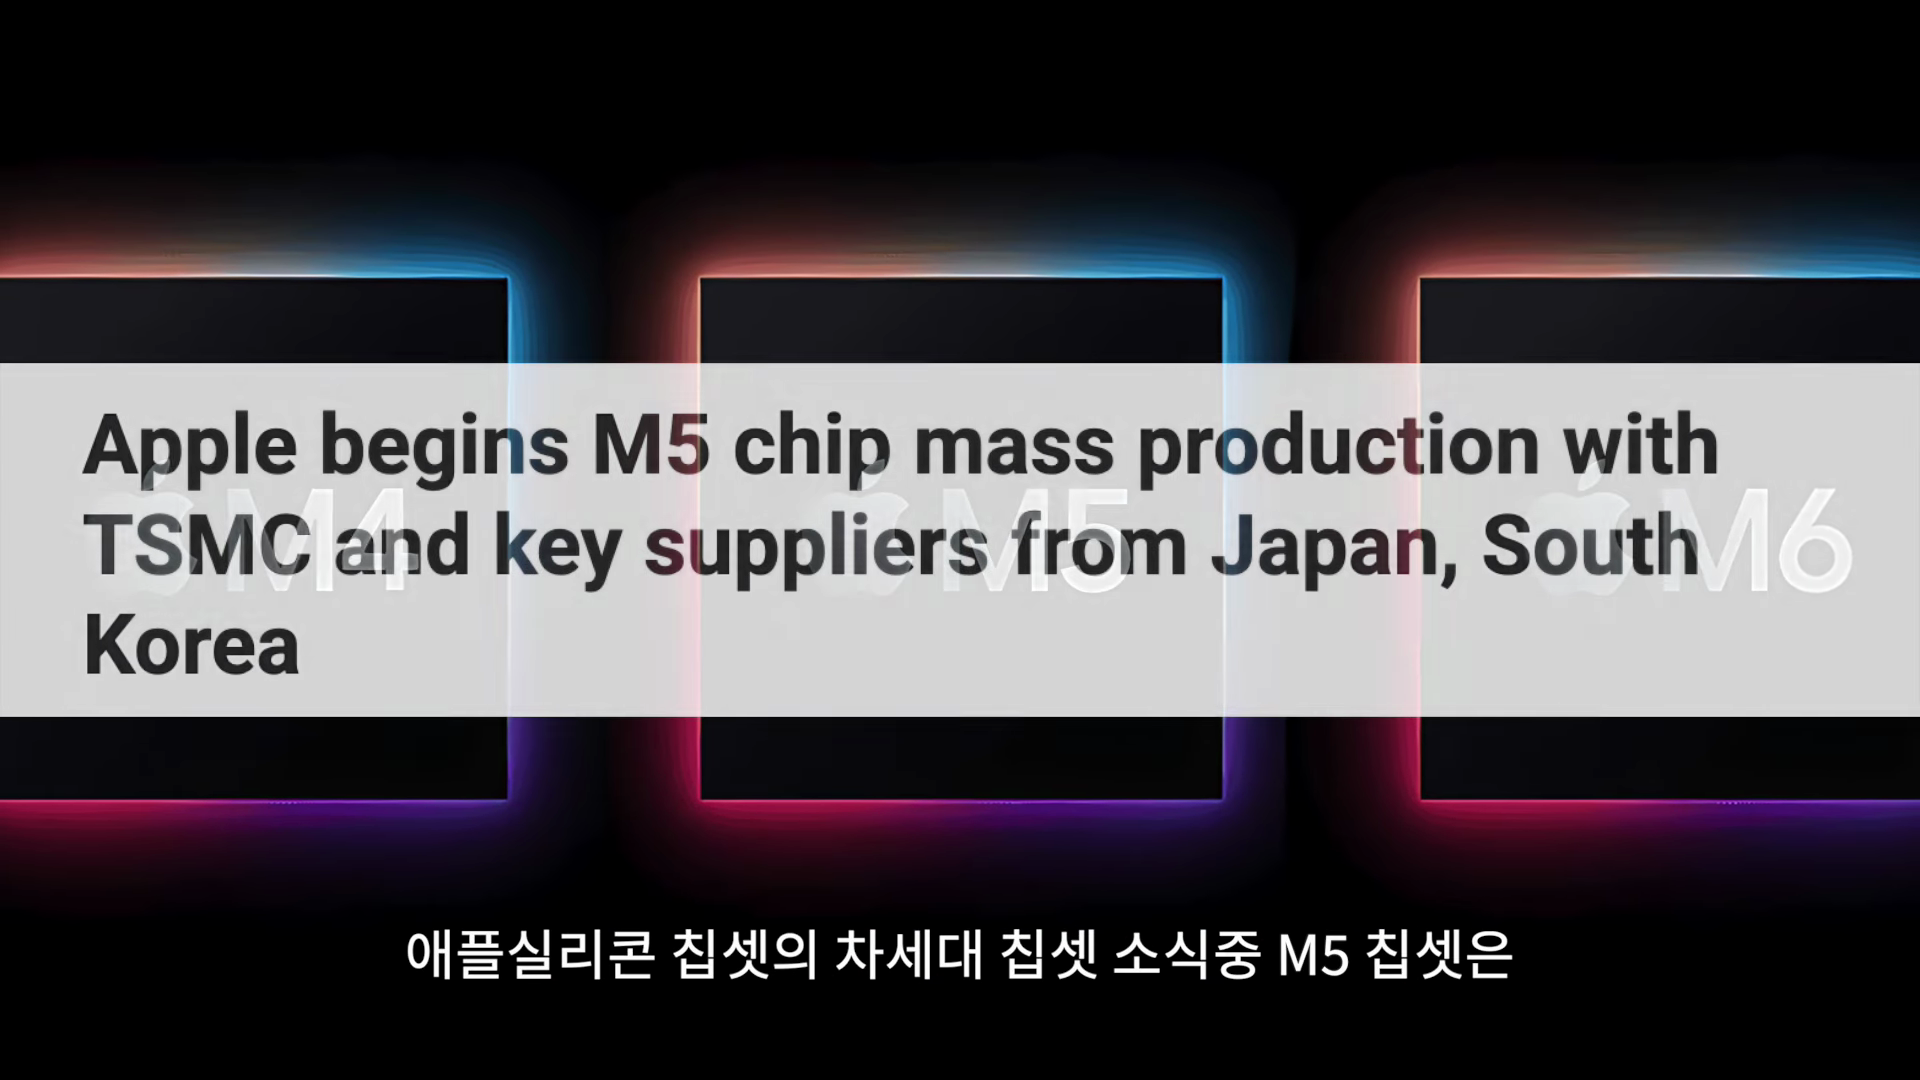 Apple begins M5 chip mass production with
TSMC and key suppliers from Japan, South
Korea
M4
M5
M6
애플실리콘 칩셋의 차세대 칩셋 소식중 M5 칩셋은